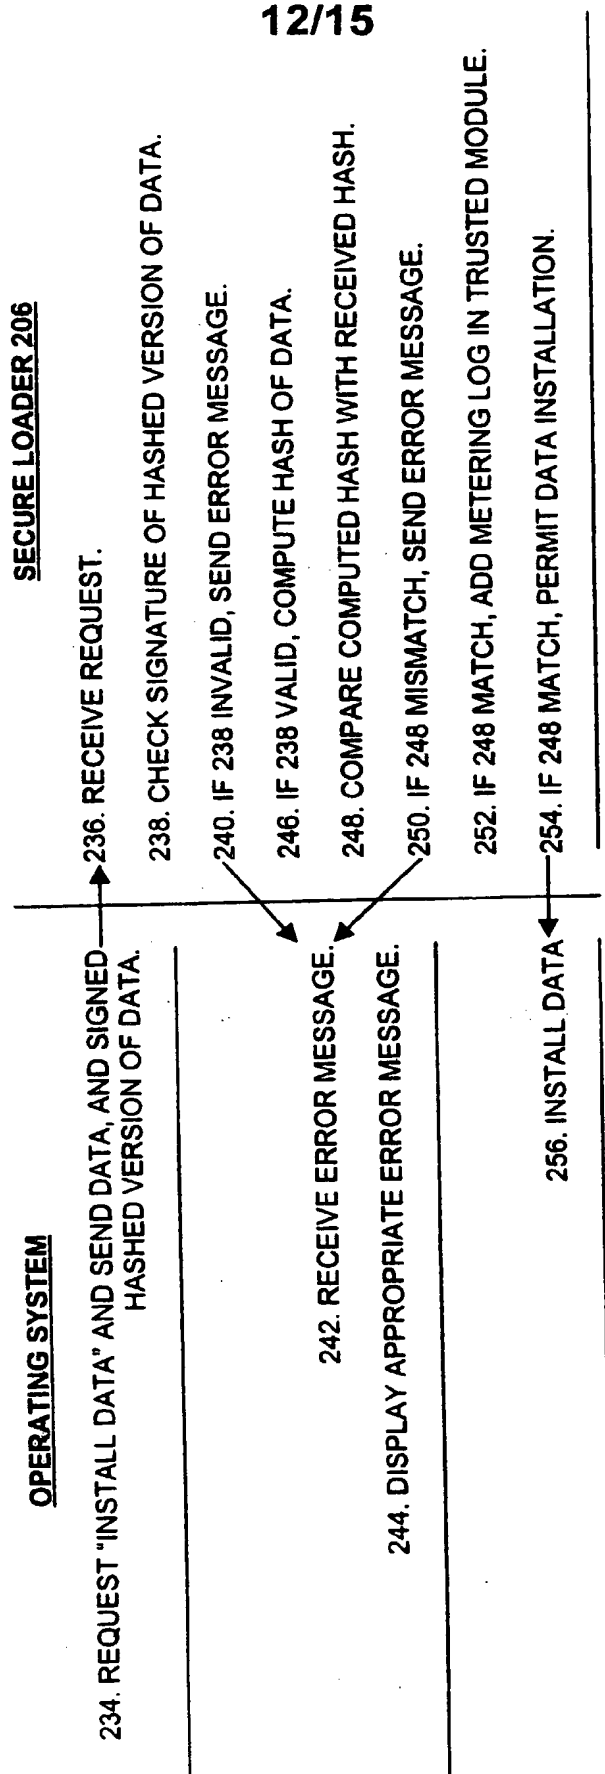 12/15
OPERATING SYSTEM
234. REQUEST "INSTALL DATA" AND SEND DATA, AND SIGNED
HASHED VERSION OF DATA.
242. RECEIVE ERROR MESSAGE.
244. DISPLAY APPROPRIATE ERROR MESSAGE.
256. INSTALL DATA
SECURE LOADER 206
236. RECEIVE REQUEST.
238. CHECK SIGNATURE OF HASHED VERSION OF DATA.
240. IF 238 INVALID, SEND ERROR MESSAGE.
246. IF 238 VALID, COMPUTE HASH OF DATA.
248. COMPARE COMPUTED HASH WITH RECEIVED HASH.
250. IF 248 MISMATCH, SEND ERROR MESSAGE.
252. IF 248 MATCH, ADD METERING LOG IN TRUSTED MODULE.
254. IF 248 MATCH, PERMIT DATA INSTALLATION.